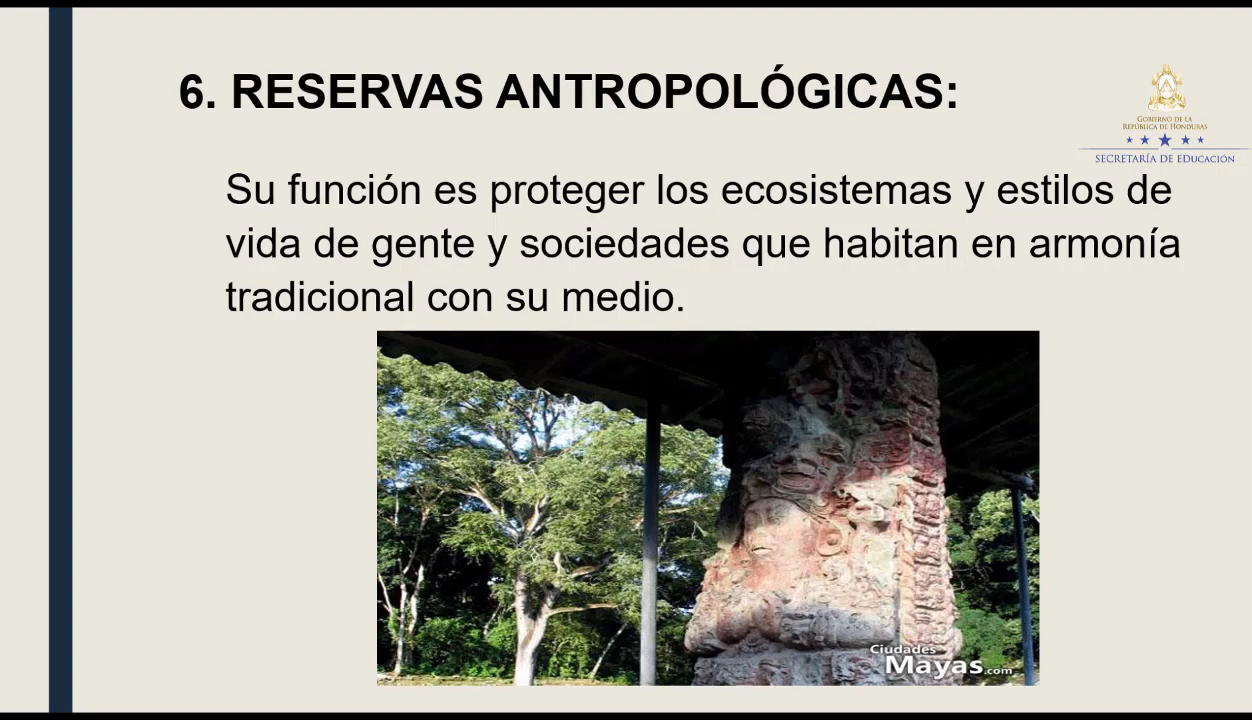 6. RESERVAS ANTROPOLÓGICAS:
GOBIERNO DE LA
REPÚBLICA DE HONDURAS
SECRETARÍA DE EDUCACIÓN
Su función es proteger los ecosistemas y estilos de
vida de gente y sociedades que habitan en armonía
tradicional con su medio.
Ciudades
Mayas.com